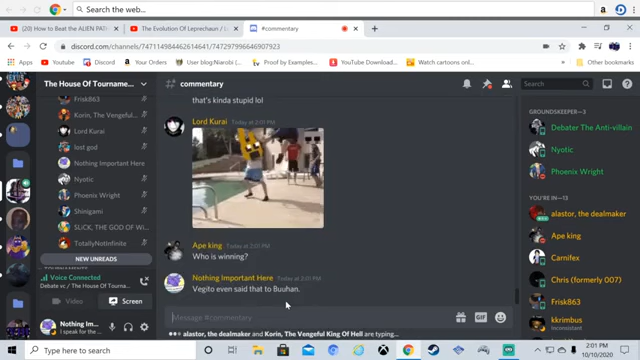 Search the web...
(20) How to Beat the ALIEN PA
The Evolution Of Leprechaun / L
#commentary
discord.com/channels/747114984462614641/747297996646907923
Apps
Amazon
Discord
Your Orders
Booking User Niarobi
Proof by Examples...
Watch cartoons onl...
Other bookmarks
The House Of Tourname...
# commentary
Search
Frisk863
Korin, The Vengeful...
Lord Kurai
lost god
Nothing Important Here
Nyotic
Phoenix Wright
Shinigami
SLICK, THE GOD OF W
TotallyNotInfinite
NEW UNREADS
Voice Connected
Debate vc / The House Of Tourna...
Video
Screen
Nothing Im...
I speak for the...
that's kinda stupid lol
Lord Kurai Today at 2:01 PM
Ape king Today at 2:01 PM
Who is winning?
Nothing Important Here Today at 2:01 PM
Vegito even said that to Buuhan.
Message #commentary
GIF
alastor, the dealmaker and Korin, The Vengeful King Of Hell are typing...
GROUNDSKEEPER—3
Debater The Anti-villain
Nyotic
Phoenix Wright
YOU'RE IN—13
alastor, the dealmaker
Ape king
Carnifex
Chris (formerly 007)
Frisk863
kkrimbus
Inconsistent
Type here to search
2:01 PM
10/10/2020